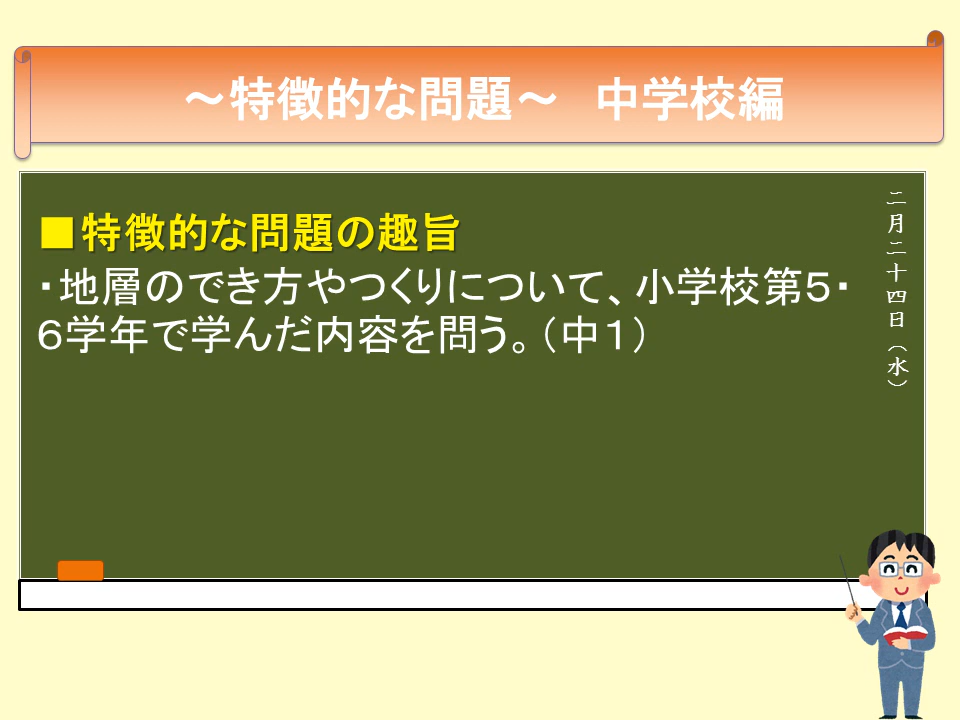 ～特徴的な問題～　中学校編
■特徴的な問題の趣旨
・地層のでき方やつくりについて、小学校第５・
６学年で学んだ内容を問う。（中１）
二月二十四日（水）